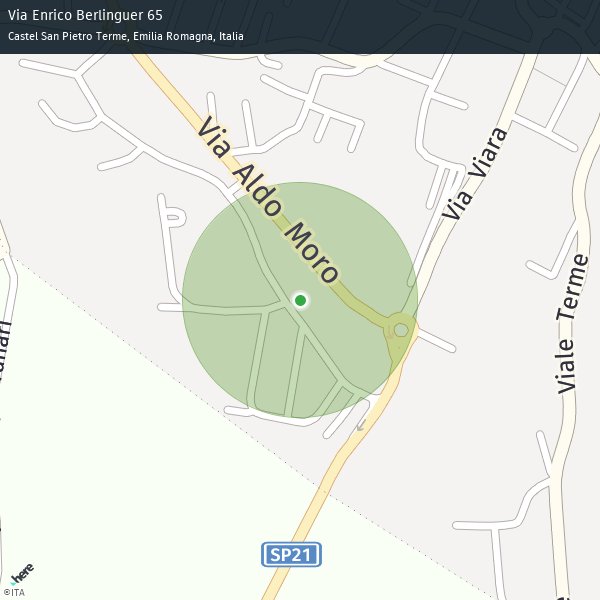 Via Enrico Berlinguer 65
Castel San Pietro Terme, Emilia Romagna, Italia
Via Aldo Moro
Via Viara
Viale Terme
SP21
here
©ITA